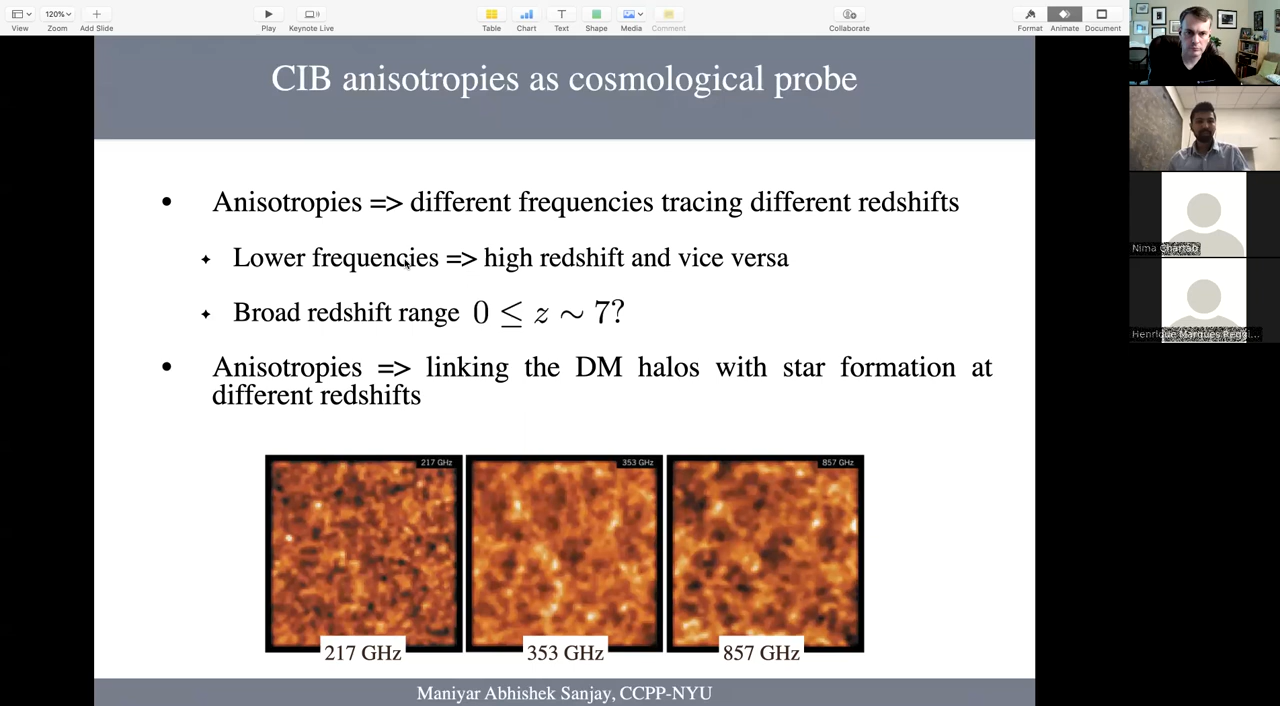 View Zoom Add Slide Play Keynote Live Table Chart Text Shape Media Comment Collaborate Format Animate Document
120%
CIB anisotropies as cosmological probe
• Anisotropies => different frequencies tracing different redshifts
✦ Lower frequencies => high redshift and vice versa
✦ Broad redshift range 0 ≤ z ∼ 7?
• Anisotropies => linking the DM halos with star formation at
different redshifts
217 GHz 353 GHz 857 GHz
217 GHz 353 GHz 857 GHz
Maniyar Abhishek Sanjay, CCPP-NYU
Nima Chartab
Henrique Marques